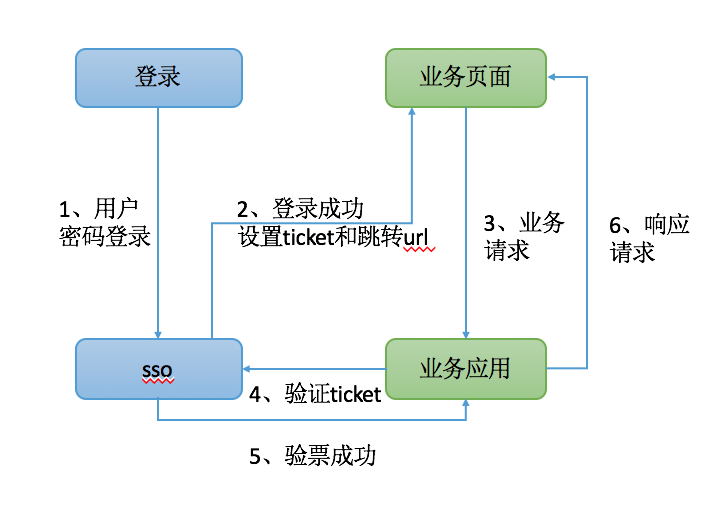 登录
业务页面
1、用户
密码登录
2、登录成功
设置ticket和跳转url
3、业务
请求
6、响应
请求
sso
业务应用
4、验证ticket
5、验票成功